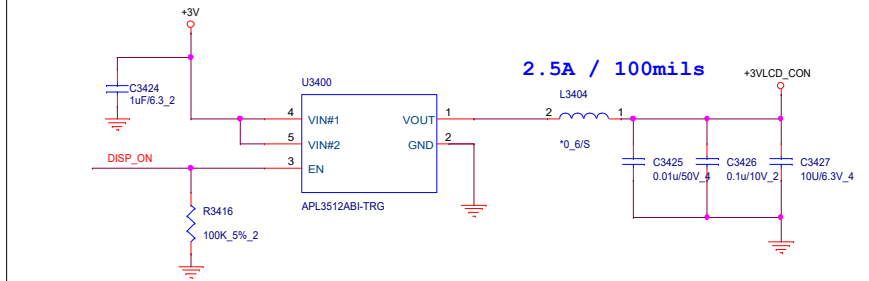 +3V
C3424
1uF/6.3_2
U3400
2.5A / 100mils
+3VLCD_CON
L3404
4
VIN#1
VOUT
1
2
1
5
VIN#2
GND
2
*0_6/S
DISP_ON
3
EN
C3425
0.01u/50V_4
C3426
0.1u/10V_2
C3427
10U/6.3V_4
APL3512ABI-TRG
R3416
100K_5%_2